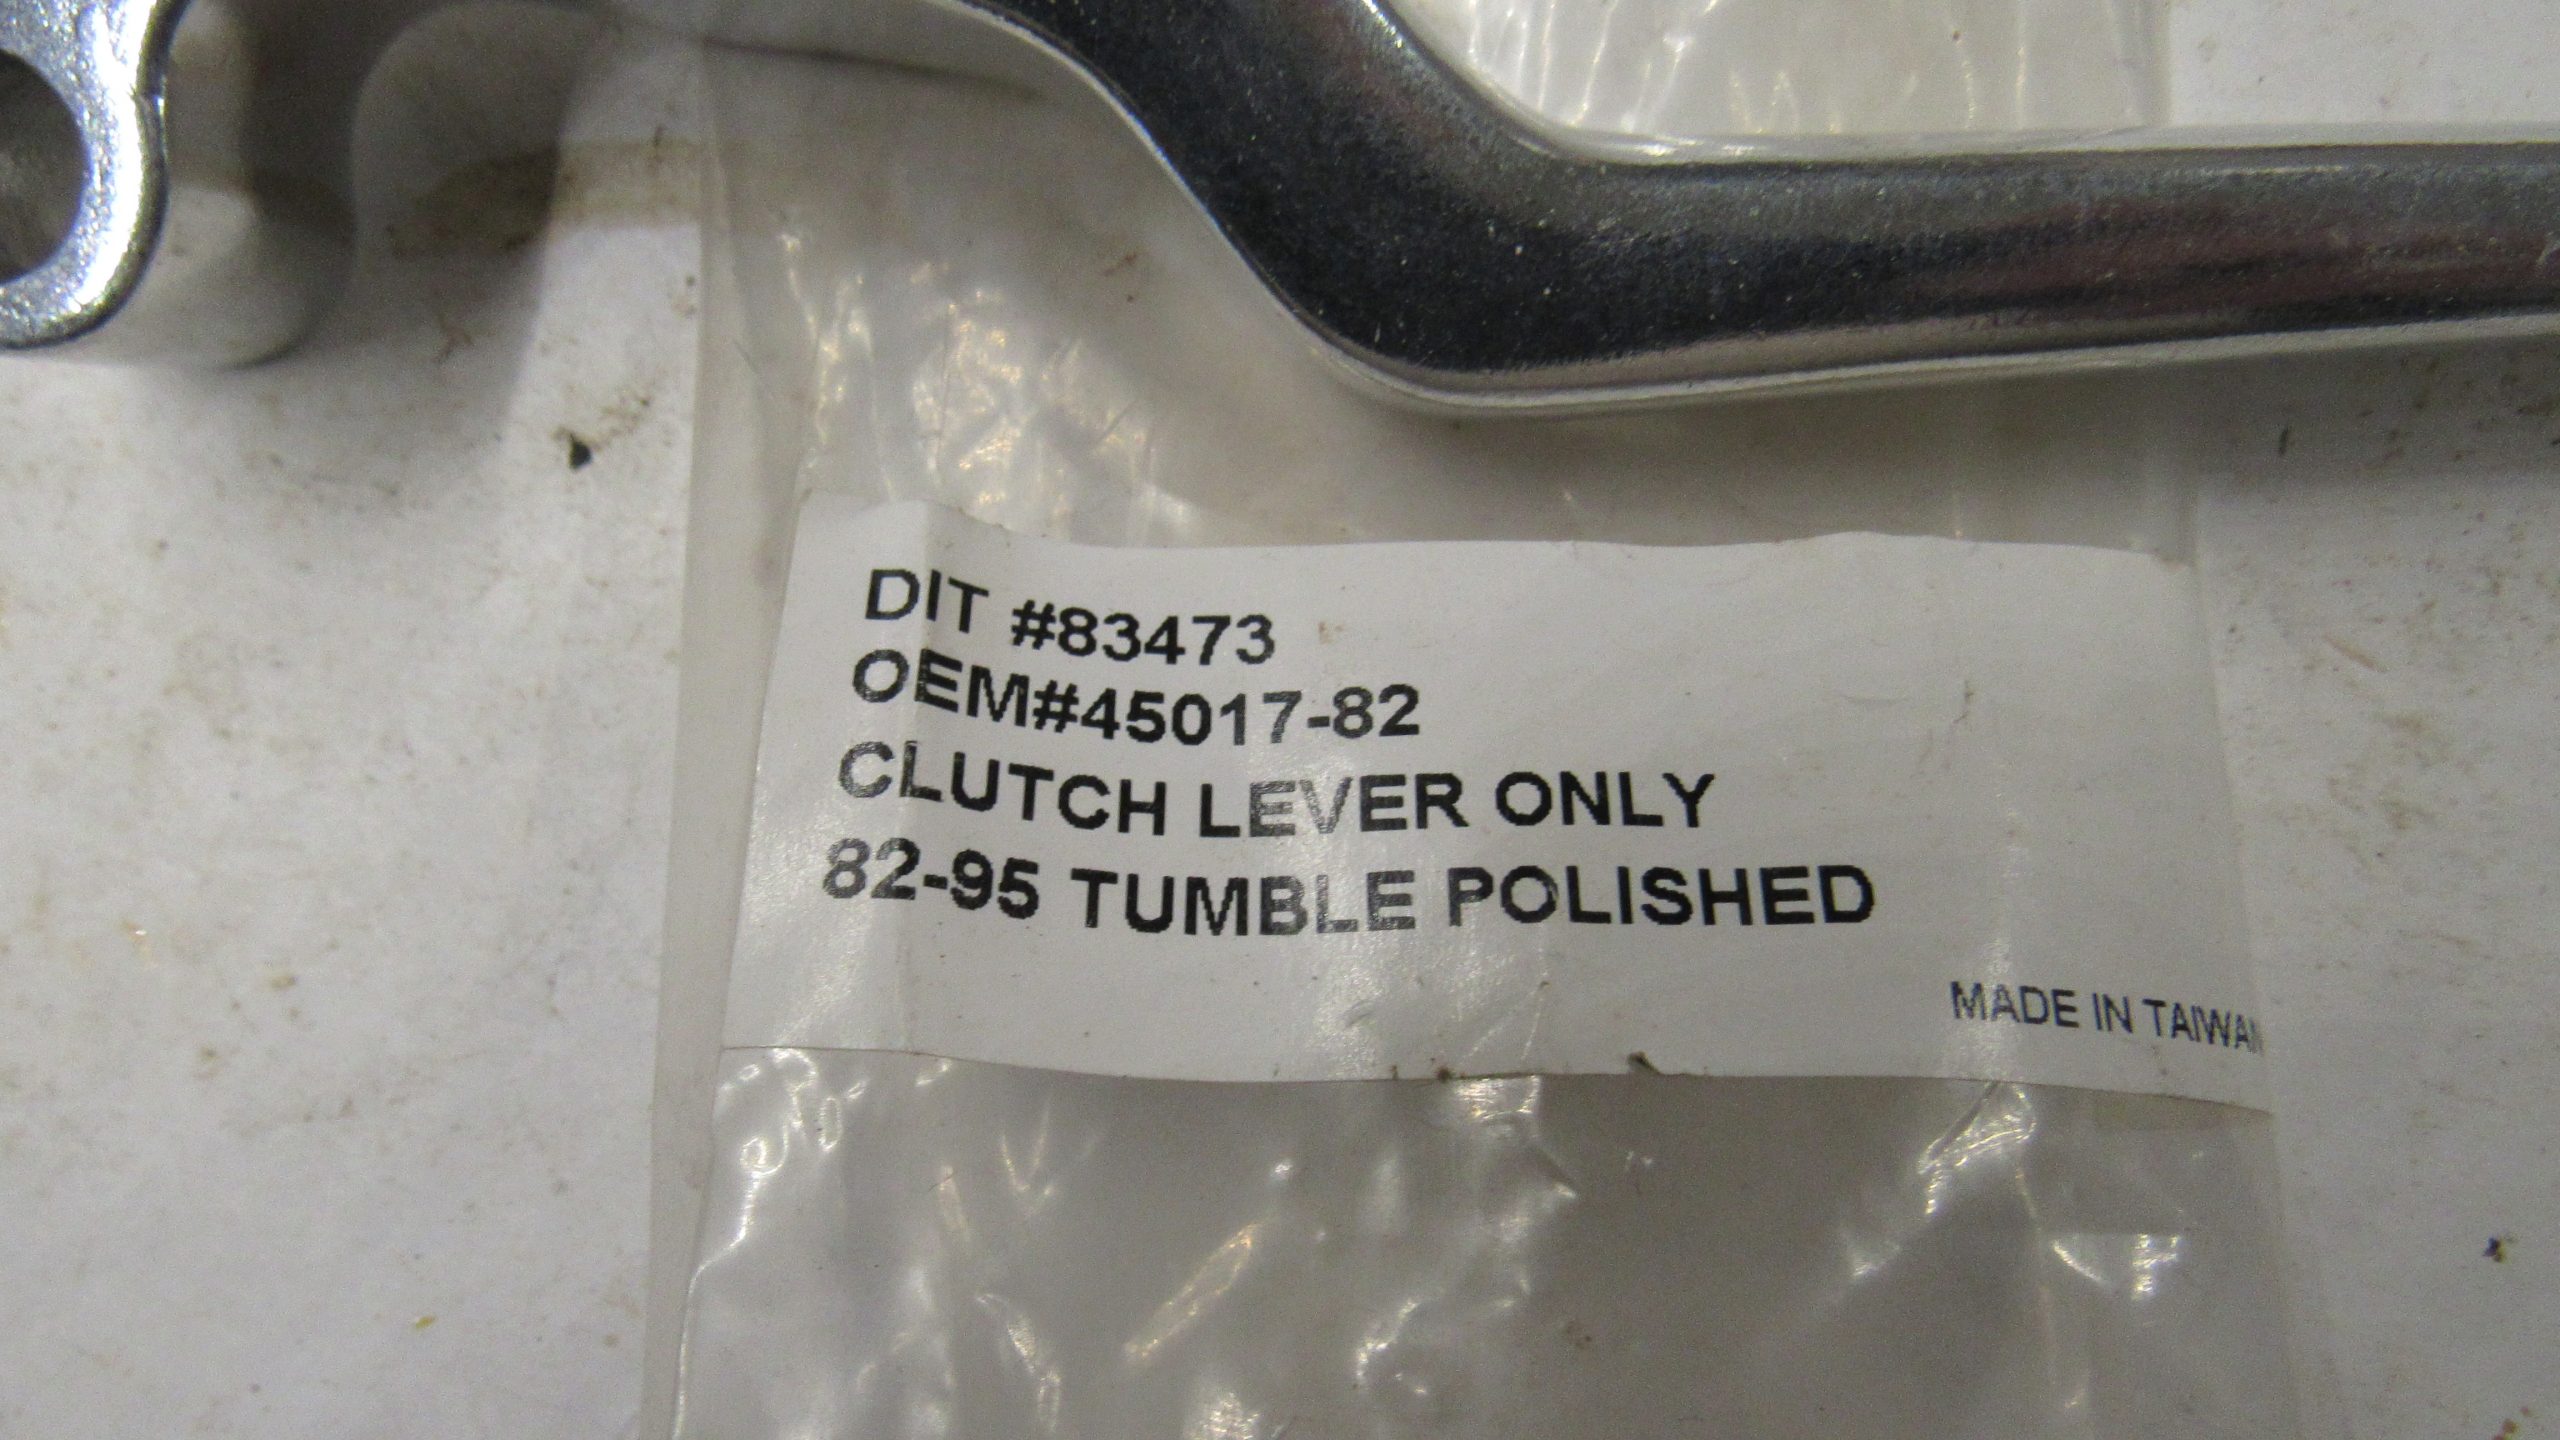 DIT #83473
OEM#45017-82
CLUTCH LEVER ONLY
82-95 TUMBLE POLISHED
MADE IN TAIWAN